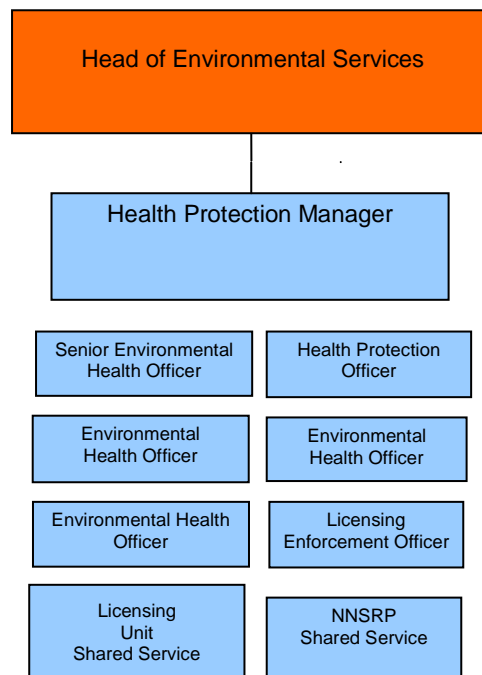 Head of Environmental Services
.
Health Protection Manager
Senior Environmental
Health Officer
Health Protection
Officer
Environmental
Health Officer
Environmental
Health Officer
Environmental Health
Officer
Licensing
Enforcement Officer
Licensing
Unit
Shared Service
NNSRP
Shared Service